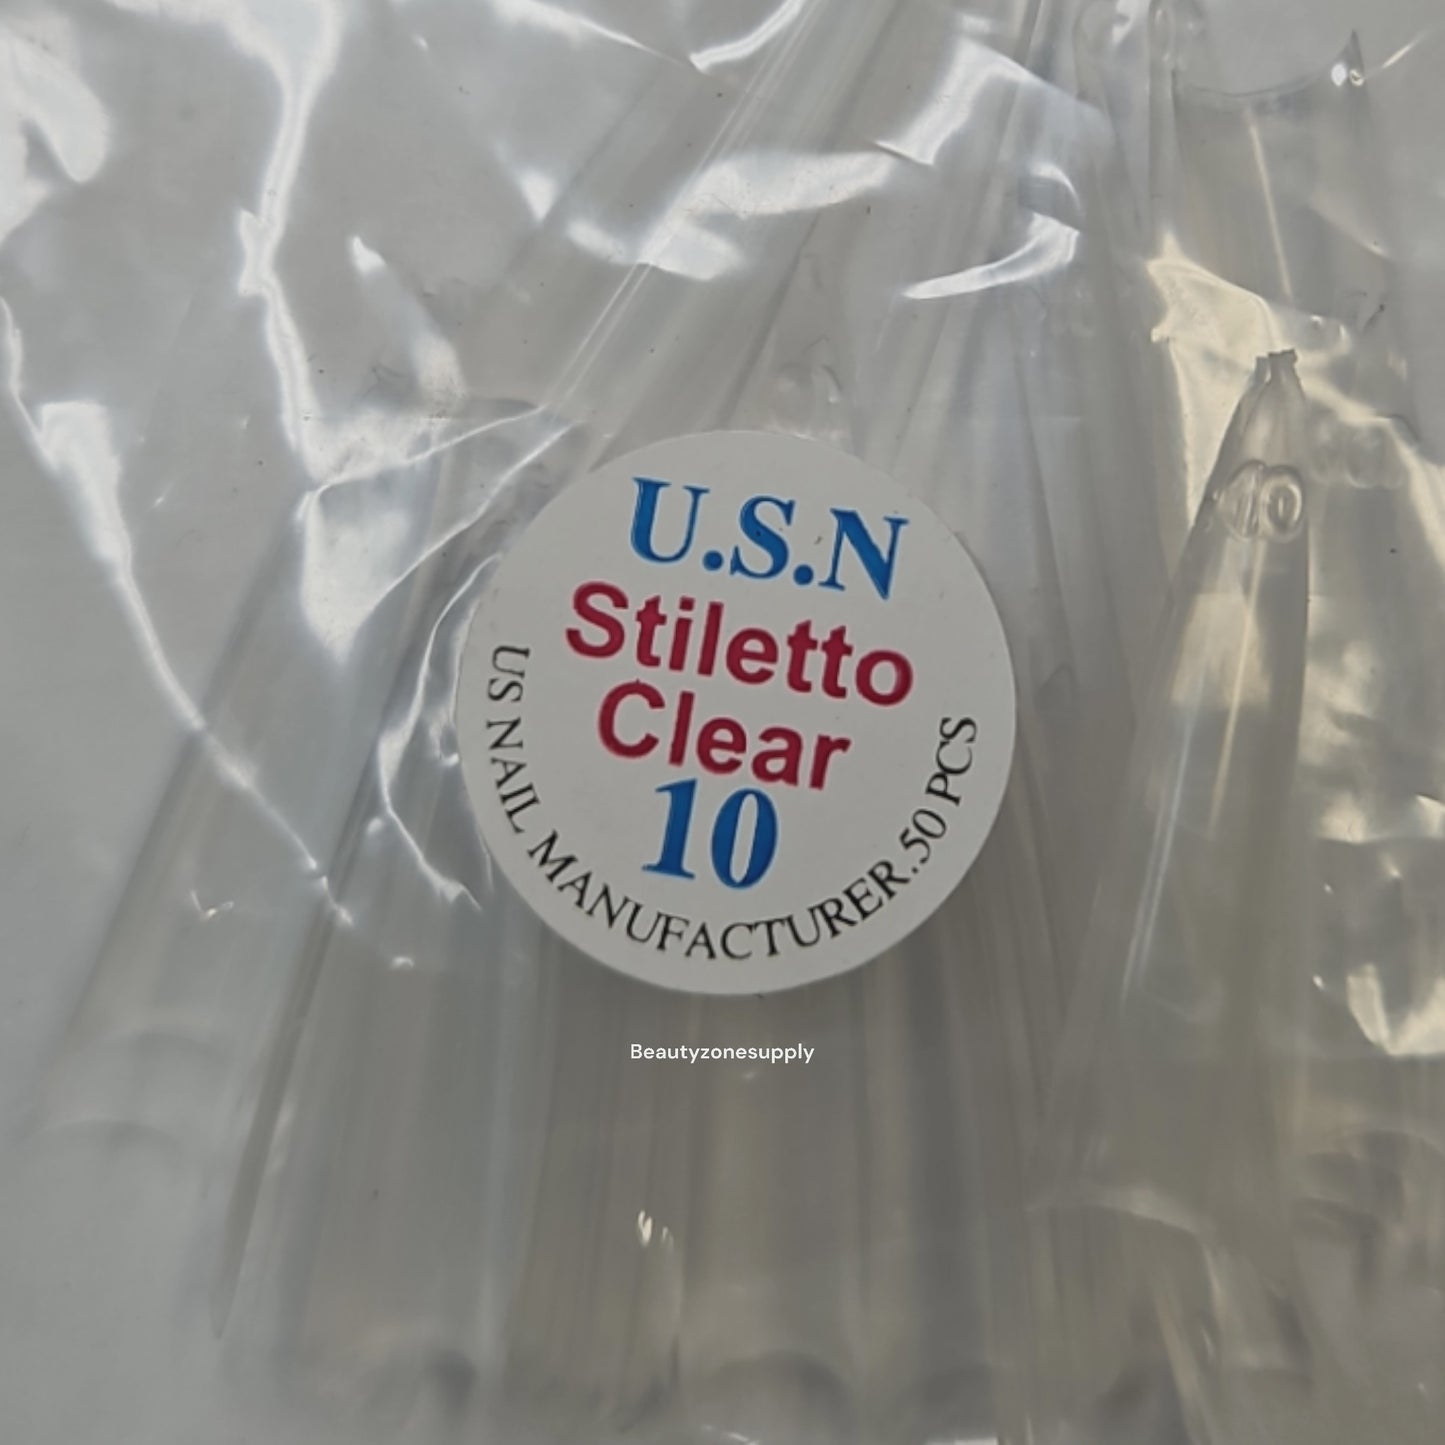 U.S.N
Stiletto
Clear
10
US NAIL MANUFACTURER.50 PCS
10
Beautyzonesupply